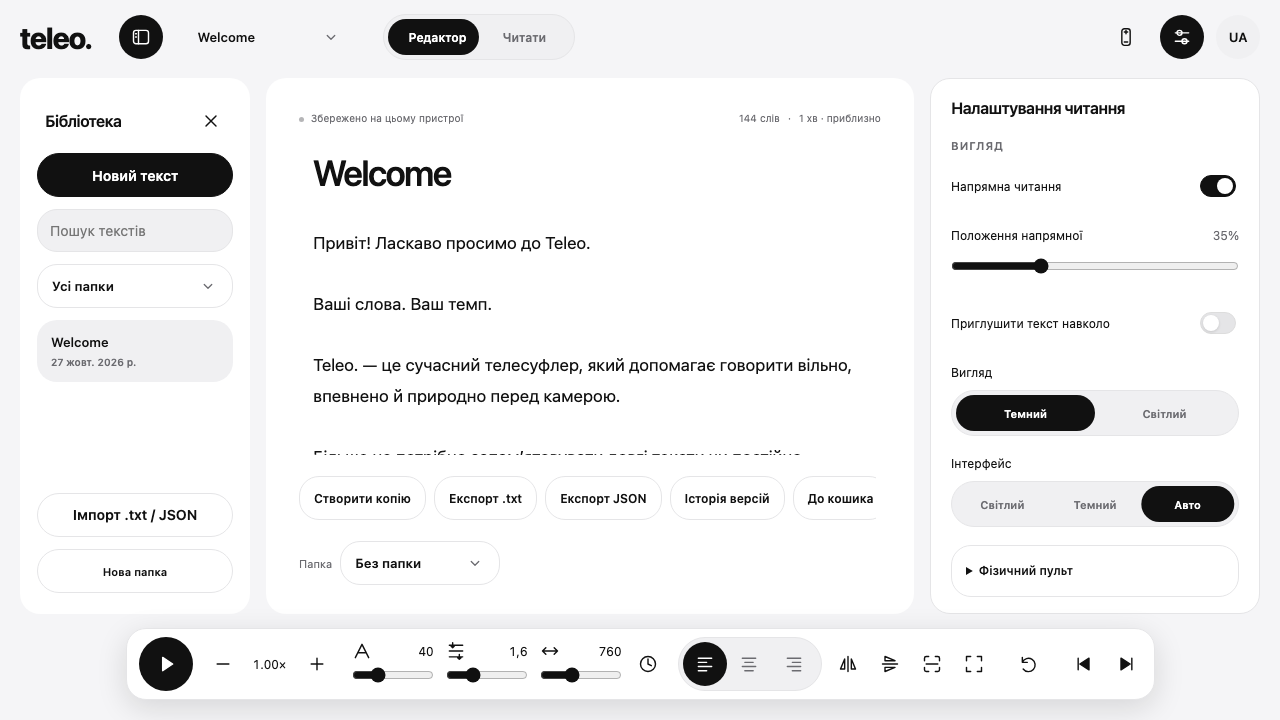 teleo.
Welcome
Редактор
Читати
UA
Бібліотека
Новий текст
Пошук текстів
Усі папки
Welcome
27 жовт. 2026 р.
Імпорт .txt / JSON
Нова папка
Збережено на цьому пристрої
144 слів · 1 хв · приблизно
Welcome
Привіт! Ласкаво просимо до Teleo.
Ваші слова. Ваш темп.
Teleo. — це сучасний телесуфлер, який допомагає говорити вільно,
впевнено й природно перед камерою.
Створити копію
Експорт .txt
Експорт JSON
Історія версій
До кошика
Папка
Без папки
Налаштування читання
ВИГЛЯД
Напрямна читання
Положення напрямної
35%
Приглушити текст навколо
Вигляд
Темний
Світлий
Інтерфейс
Світлий
Темний
Авто
Фізичний пульт
1.00×
40
1,6
760